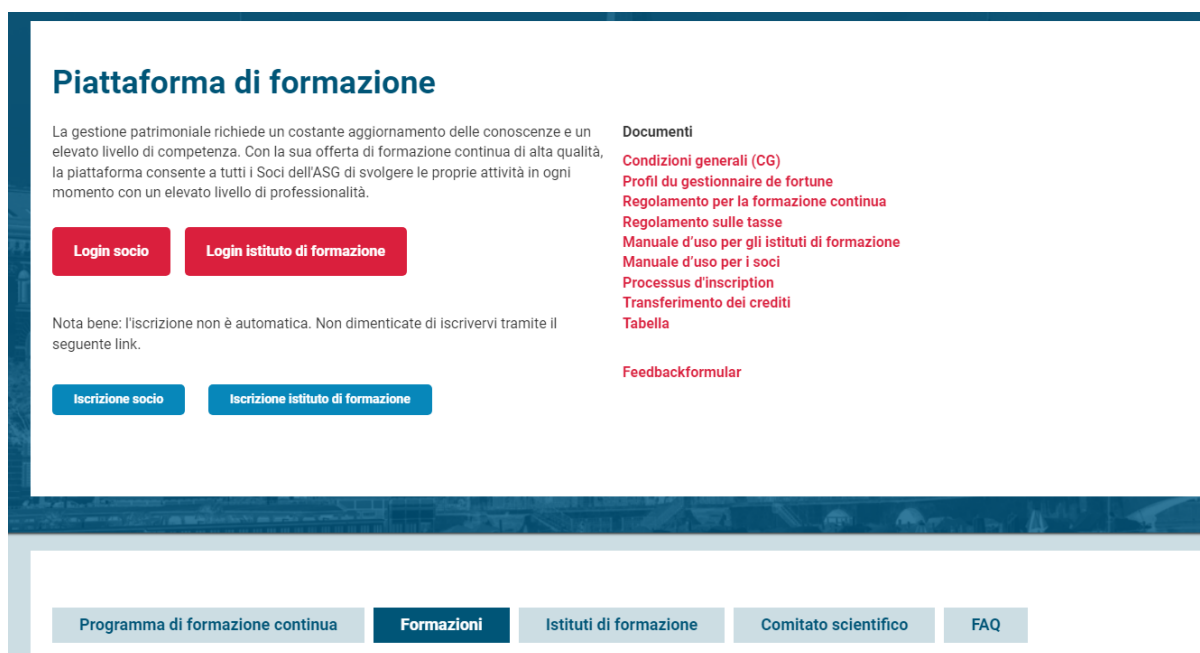 Piattaforma di formazione
La gestione patrimoniale richiede un costante aggiornamento delle conoscenze e un
elevato livello di competenza. Con la sua offerta di formazione continua di alta qualità,
la piattaforma consente a tutti i Soci dell'ASG di svolgere le proprie attività in ogni
momento con un elevato livello di professionalità.
Login socio
Login istituto di formazione
Nota bene: l'iscrizione non è automatica. Non dimenticate di iscrivervi tramite il
seguente link.
Iscrizione socio
Iscrizione istituto di formazione
Documenti
Condizioni generali (CG)
Profil du gestionnaire de fortune
Regolamento per la formazione continua
Regolamento sulle tasse
Manuale d’uso per gli istituti di formazione
Manuale d’uso per i soci
Processus d'inscription
Transferimento dei crediti
Tabella
Feedbackformular
Programma di formazione continua
Formazioni
Istituti di formazione
Comitato scientifico
FAQ